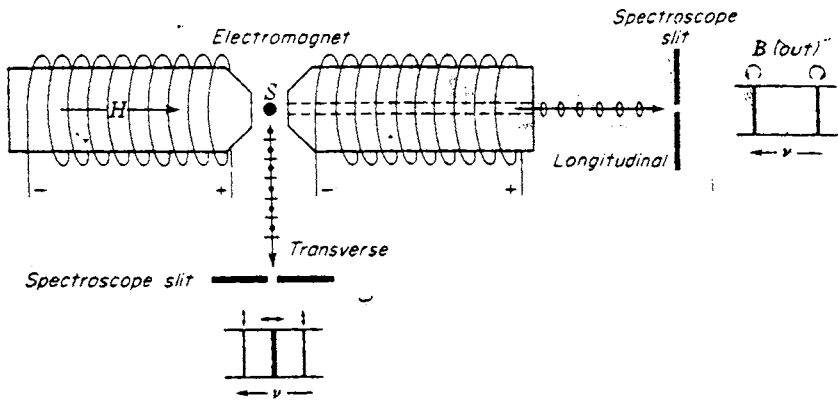 Spectroscope
slit
Electromagnet
B (out)
S
H
Longitudinal
ν
- + - +
Transverse
Spectroscope slit
ν